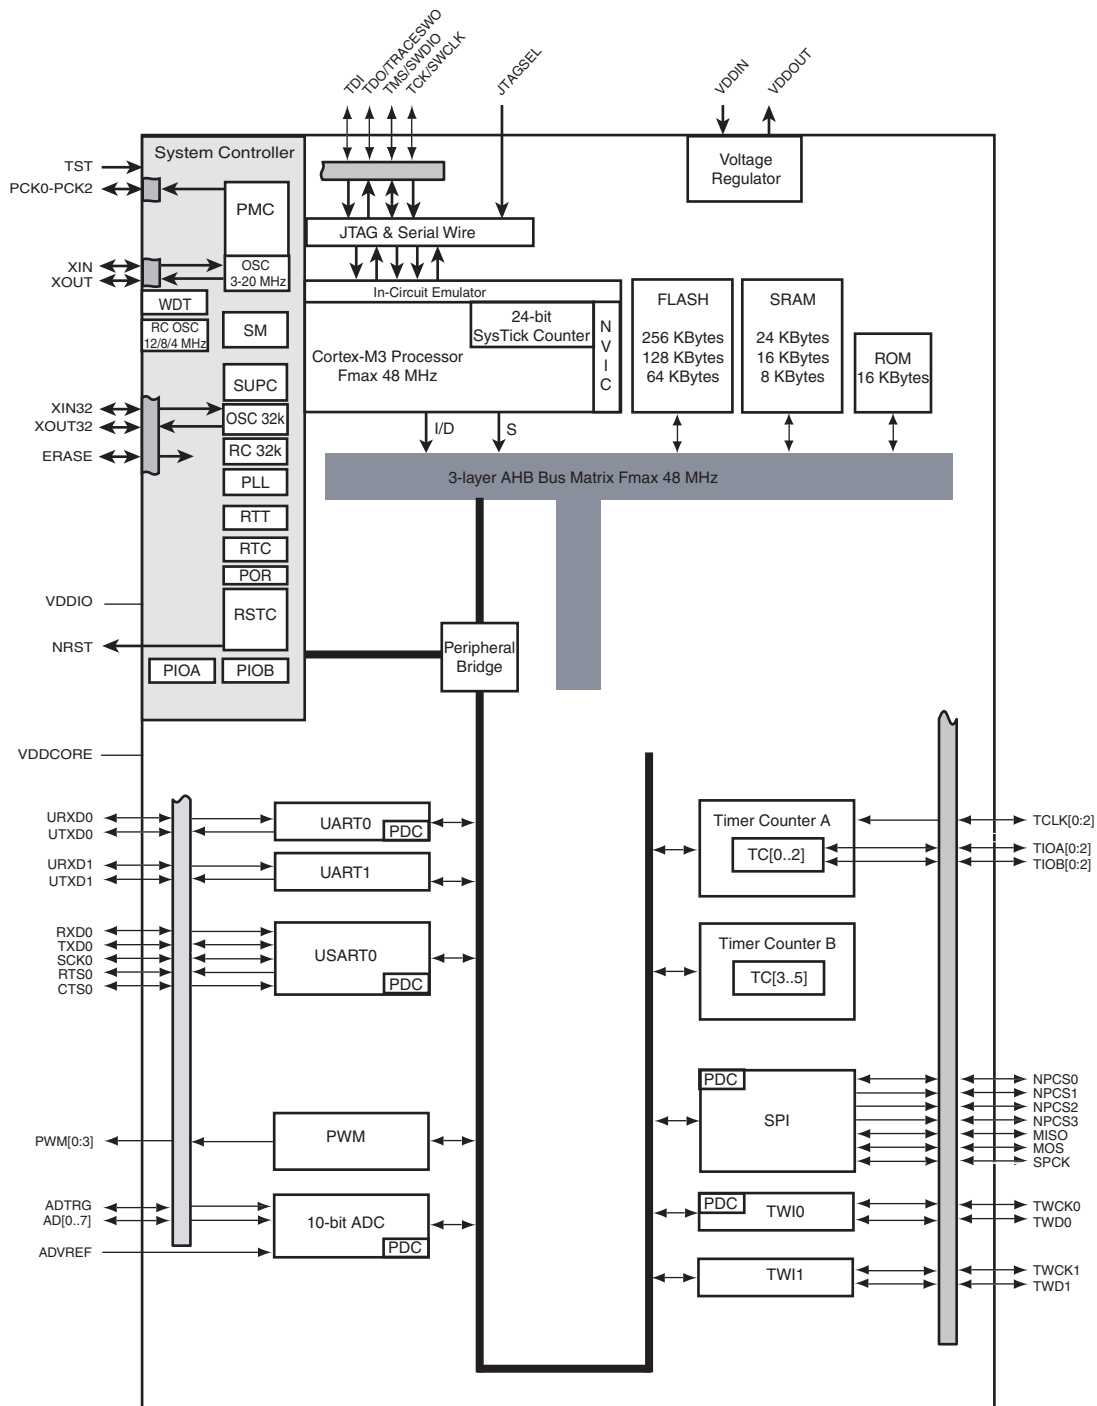 TDI
TDO/TRACESWO
TMS/SWDIO
TCK/SWCLK
JTAGSEL
VDDIN
VDDOUT
System Controller
TST
PCK0-PCK2
PMC
Voltage
Regulator
JTAG & Serial Wire
XIN
XOUT
OSC
3-20 MHz
In-Circuit Emulator
WDT
RC OSC
12/8/4 MHz
SM
24-bit
SysTick Counter
N
V
I
C
Cortex-M3 Processor
Fmax 48 MHz
FLASH
256 KBytes
128 KBytes
64 KBytes
SRAM
24 KBytes
16 KBytes
8 KBytes
ROM
16 KBytes
SUPC
XIN32
XOUT32
OSC 32k
ERASE
RC 32k
I/D
S
3-layer AHB Bus Matrix Fmax 48 MHz
PLL
RTT
RTC
POR
VDDIO
RSTC
NRST
PIOA
PIOB
Peripheral
Bridge
VDDCORE
URXD0
UTXD0
UART0
PDC
URXD1
UTXD1
UART1
RXD0
TXD0
SCK0
RTS0
CTS0
USART0
PDC
PWM[0:3]
PWM
ADTRG
AD[0..7]
ADVREF
10-bit ADC
PDC
Timer Counter A
TC[0..2]
TCLK[0:2]
TIOA[0:2]
TIOB[0:2]
Timer Counter B
TC[3..5]
PDC
SPI
NPCS0
NPCS1
NPCS2
NPCS3
MISO
MOS
SPCK
PDC
TWI0
TWCK0
TWD0
TWI1
TWCK1
TWD1